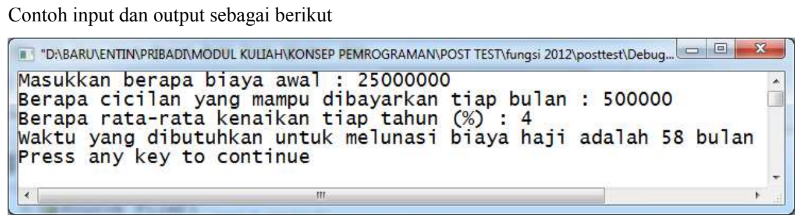 Contoh input dan output sebagai berikut
"D:\BARU\ENTIN\PRIBADI\MODUL KULIAH\KONSEP PEMROGRAMAN\POST TEST\fungsi 2012\posttest\Debug...
Masukkan berapa biaya awal : 25000000
Berapa cicilan yang mampu dibayarkan tiap bulan : 500000
Berapa rata-rata kenaikan tiap tahun (%) : 4
Waktu yang dibutuhkan untuk melunasi biaya haji adalah 58 bulan
Press any key to continue